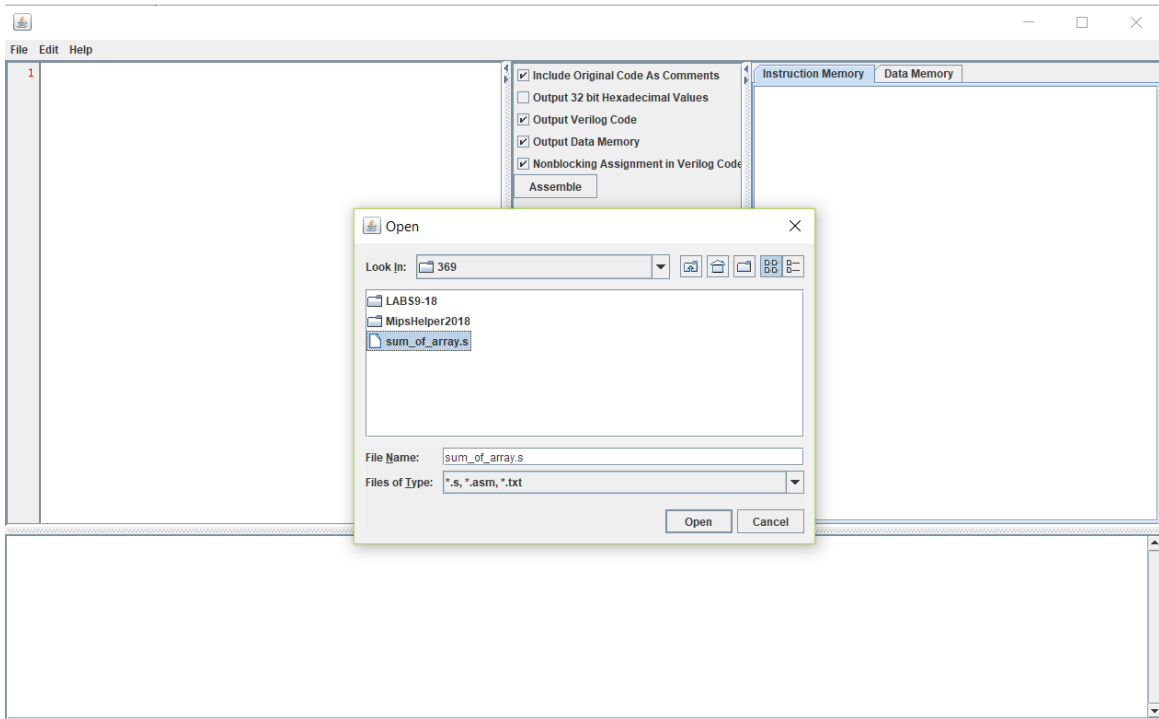 File Edit Help
1
Include Original Code As Comments
Output 32 bit Hexadecimal Values
Output Verilog Code
Output Data Memory
Nonblocking Assignment in Verilog Code
Assemble
Instruction Memory Data Memory
Open
Look In: 369
LABS9-18
MipsHelper2018
sum_of_array.s
File Name: sum_of_array.s
Files of Type: *.s, *.asm, *.txt
Open Cancel